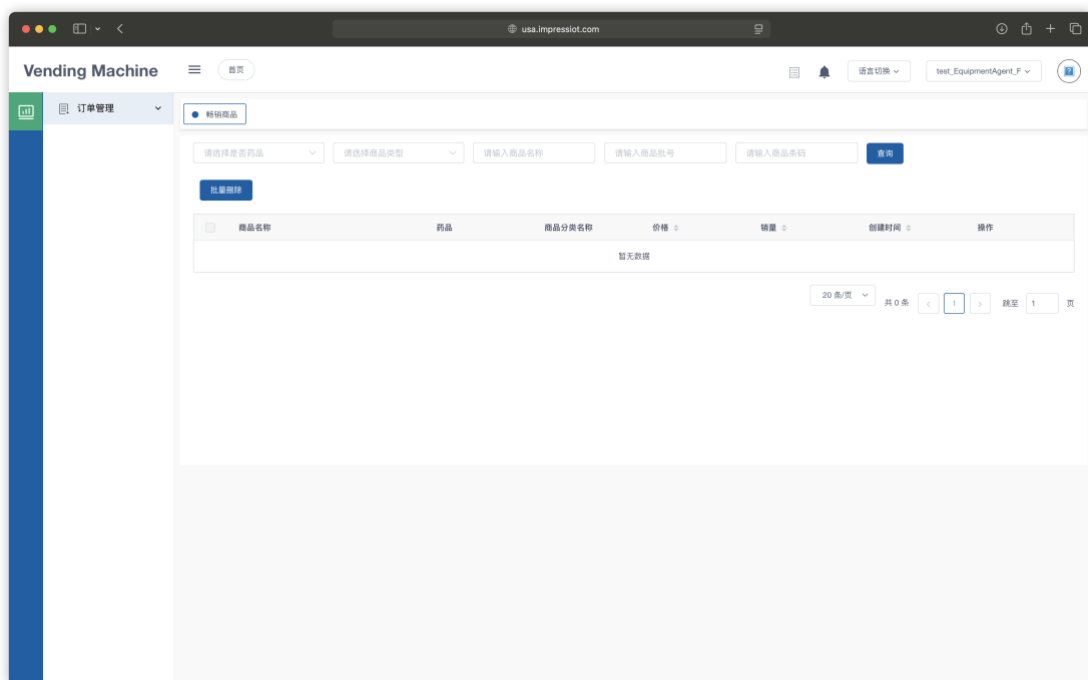 usa.impressiot.com
Vending Machine
首页
语言切换
test_EquipmentAgent_F
订单管理
畅销商品
请选择是否药品
请选择商品类型
请输入商品名称
请输入商品批号
请输入商品条码
查询
批量删除
商品名称 药品 商品分类名称 价格 销量 创建时间 操作
暂无数据
20 条/页 共 0 条 1 跳至 1 页